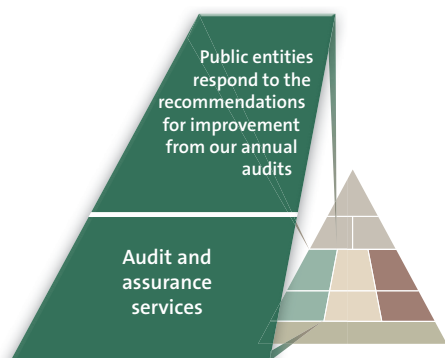 Public entities
respond to the
recommendations
for improvement
from our annual
audits
Audit and
assurance
services